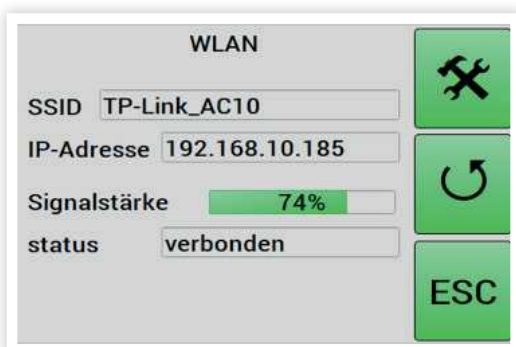 WLAN
SSID TP-Link_AC10
IP-Adresse 192.168.10.185
Signalstärke 74%
status verbonden
ESC